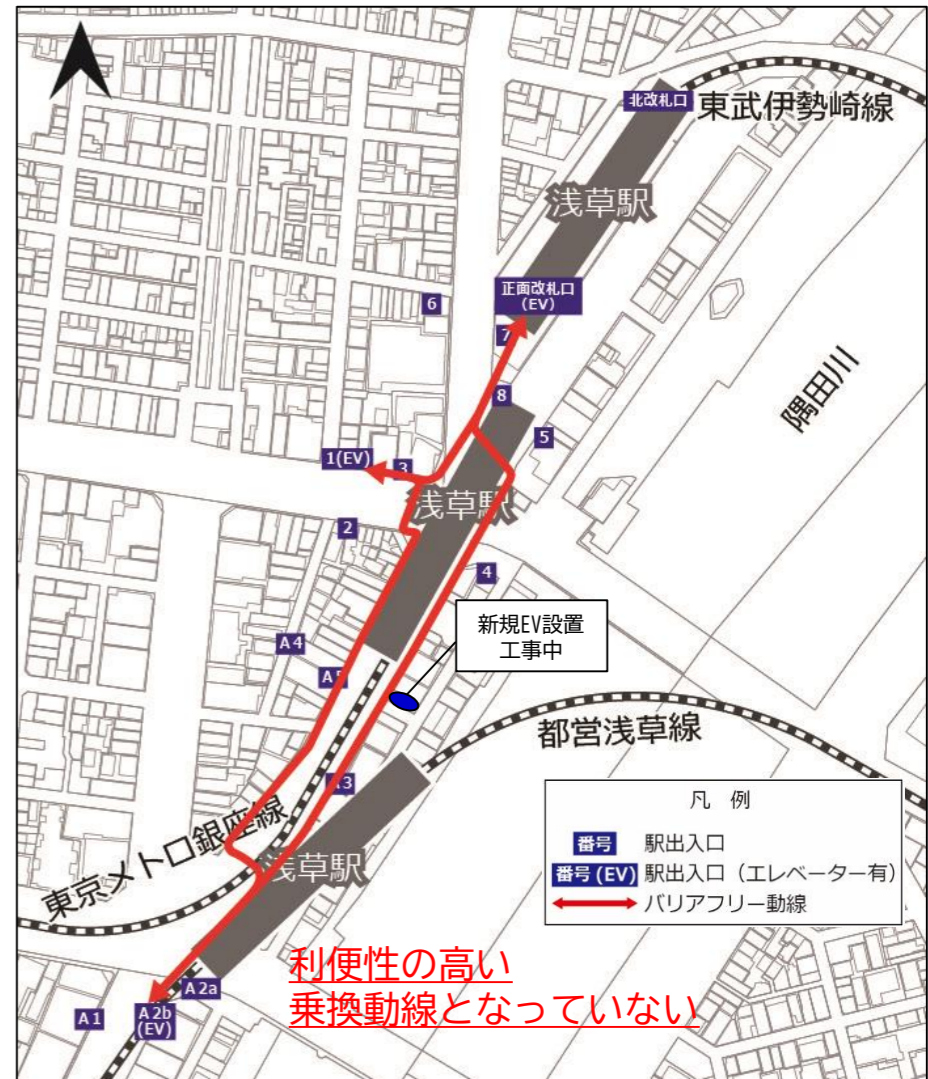 北改札口
東武伊勢崎線
浅草駅
正面改札口
(EV)
6
7
隅田川
8
5
1(EV)
3
浅草駅
2
4
新規EV設置
工事中
A4
A5
都営浅草線
A3
凡 例
番号 駅出入口
番号(EV) 駅出入口（エレベーター有）
バリアフリー動線
東京メトロ銀座線
浅草駅
利便性の高い
乗換動線となっていない
A2a
A1
A2b
(EV)